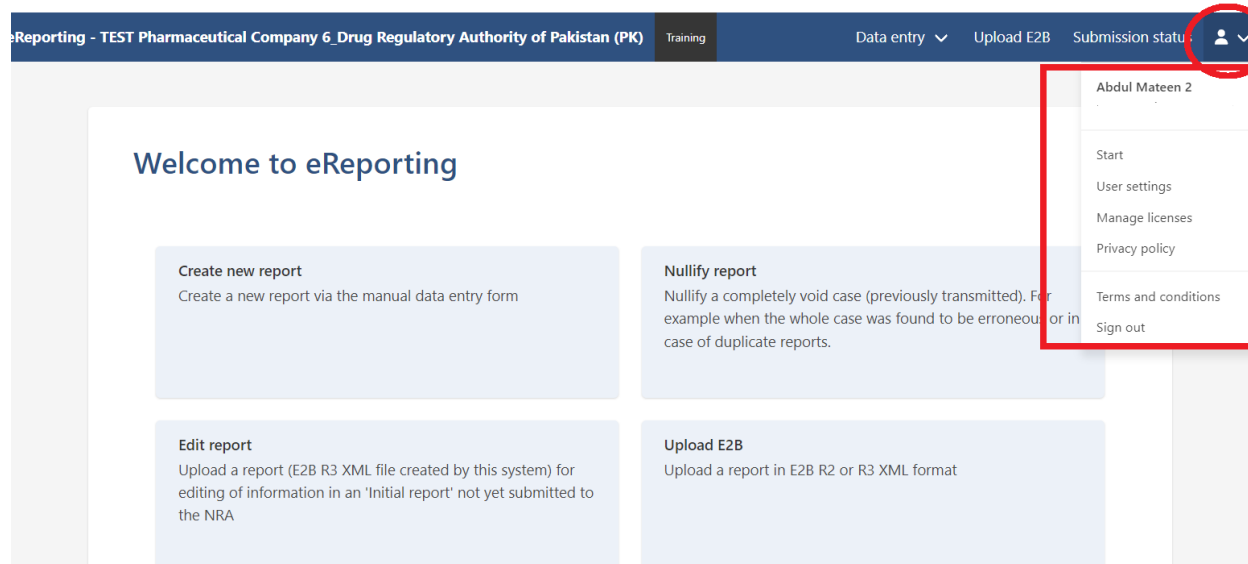 eReporting - TEST Pharmaceutical Company 6_Drug Regulatory Authority of Pakistan (PK)
Training
Data entry
Upload E2B
Submission status
Abdul Mateen 2
Start
User settings
Manage licenses
Privacy policy
Terms and conditions
Sign out
Welcome to eReporting
Create new report
Create a new report via the manual data entry form
Nullify report
Nullify a completely void case (previously transmitted). For
example when the whole case was found to be erroneous or in
case of duplicate reports.
Edit report
Upload a report (E2B R3 XML file created by this system) for
editing of information in an 'Initial report' not yet submitted to
the NRA
Upload E2B
Upload a report in E2B R2 or R3 XML format